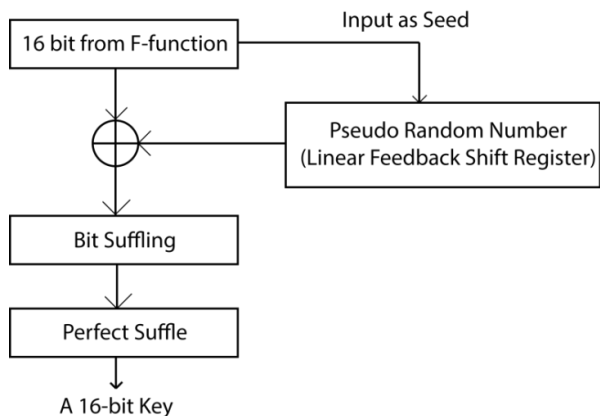 Input as Seed
16 bit from F-function
Pseudo Random Number
(Linear Feedback Shift Register)
Bit Suffling
Perfect Suffle
A 16-bit Key